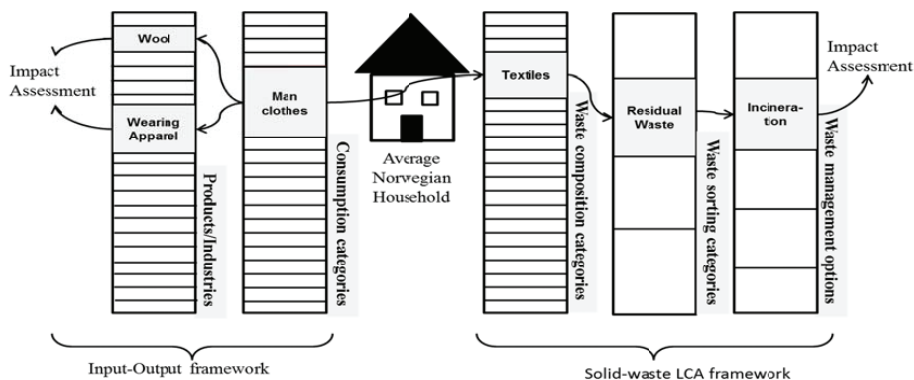 Impact
Assessment
Wool
Wearing
Apparel
Products/Industries
Man
clothes
Consumption categories
Average
Norwegian
Household
Textiles
Waste composition categories
Residual
Waste
Waste sorting categories
Incinera-
tion
Waste management options
Impact
Assessment
Input-Output framework
Solid-waste LCA framework